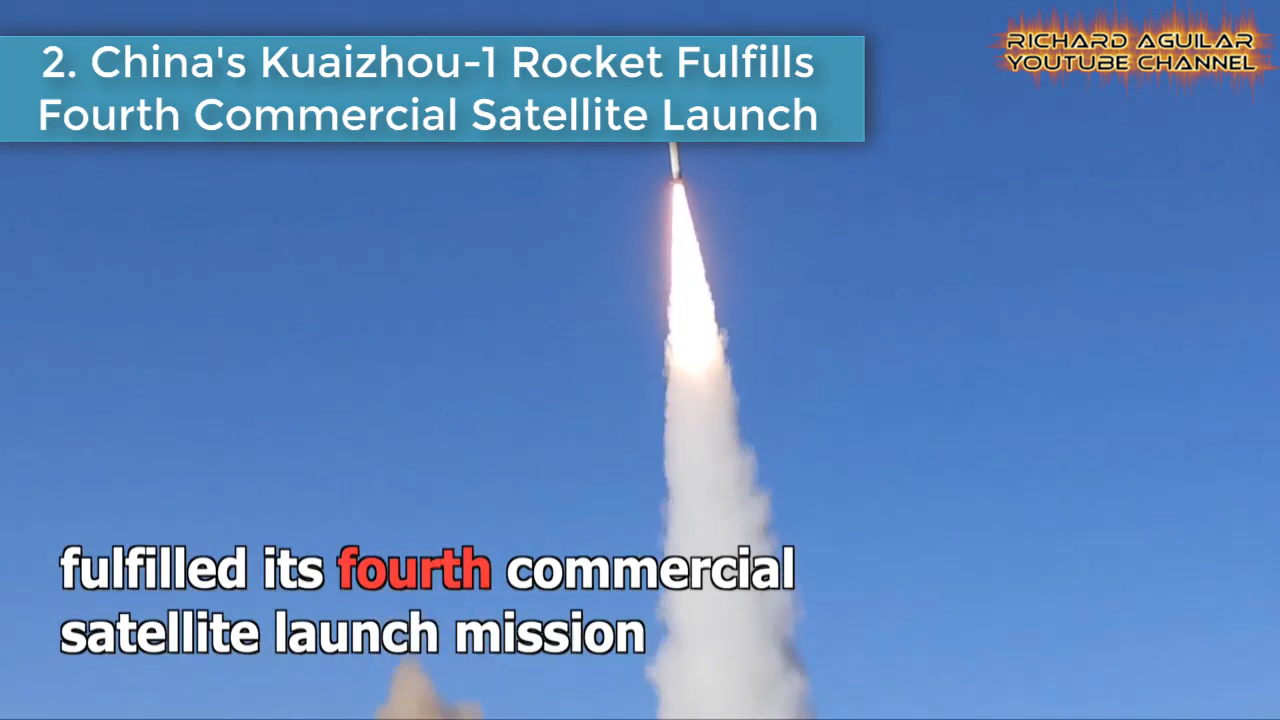 2. China's Kuaizhou-1 Rocket Fulfills
Fourth Commercial Satellite Launch
RICHARD AGUILAR
YOUTUBE CHANNEL
fulfilled its fourth commercial
satellite launch mission